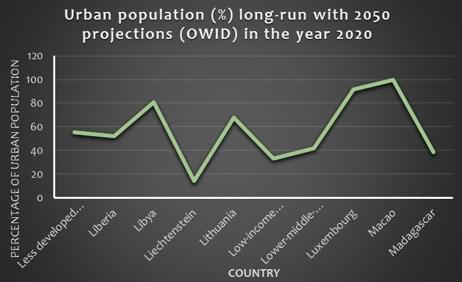 Urban population (%) long-run with 2050
projections (OWID) in the year 2020
PERCENTAGE OF URBAN POPULATION
120
100
80
60
40
20
0
Less developed...
Liberia
Libya
Liechtenstein
Lithuania
Low-income...
Lower-middle-...
Luxembourg
Macao
Madagascar
COUNTRY